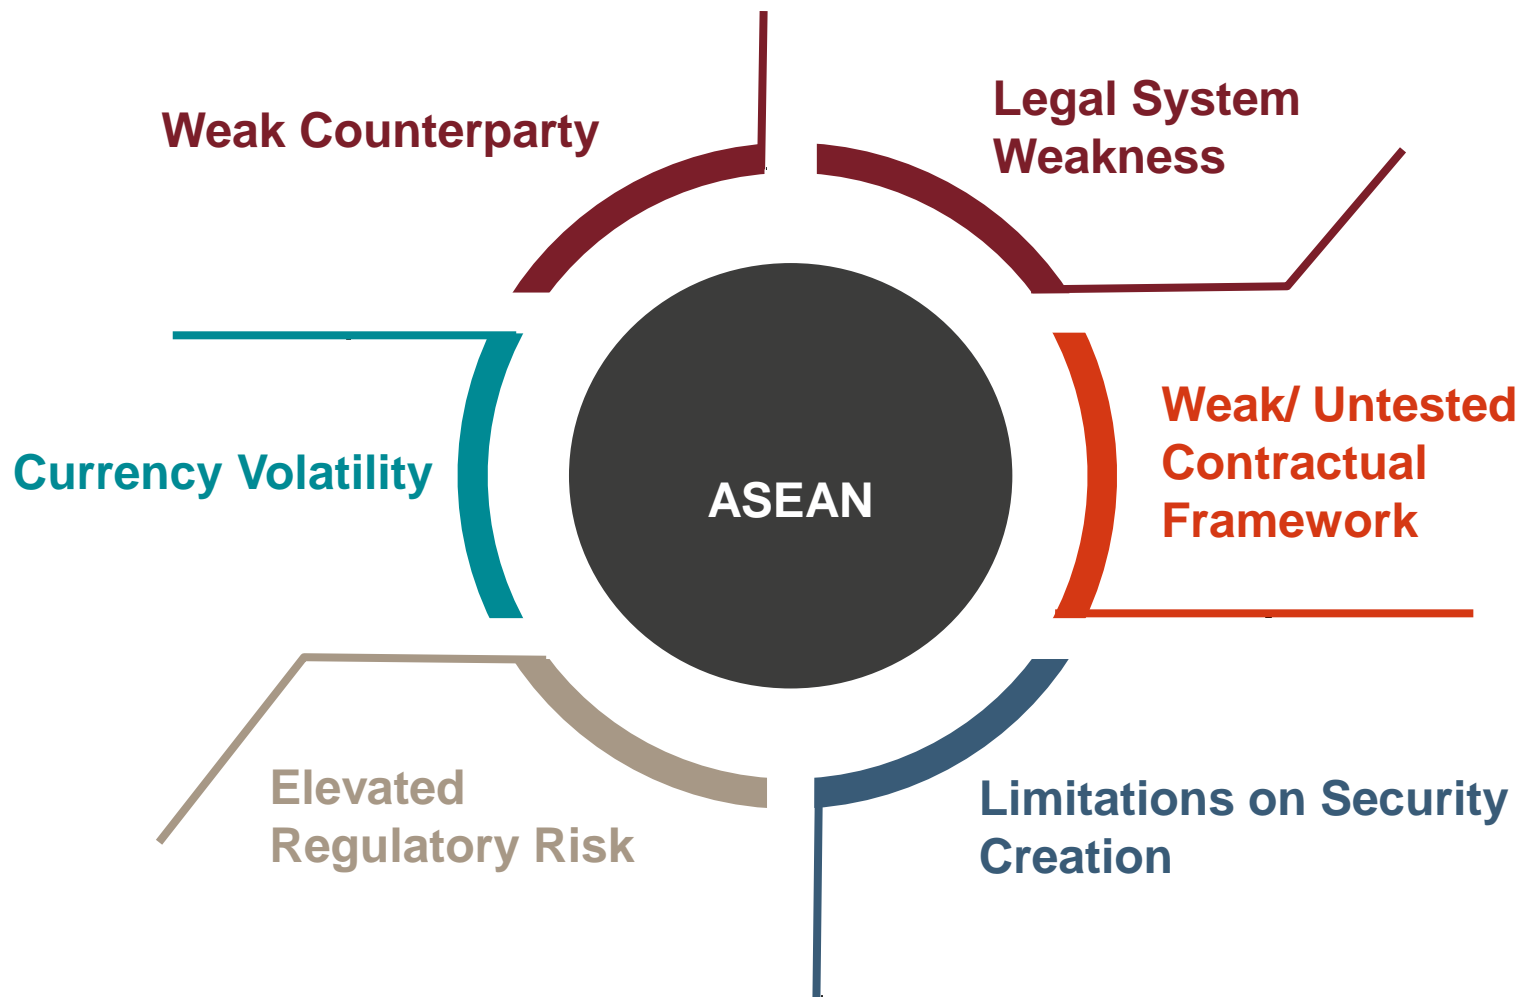 Weak Counterparty
Legal System
Weakness
Currency Volatility
ASEAN
Weak/ Untested
Contractual
Framework
Elevated
Regulatory Risk
Limitations on Security
Creation